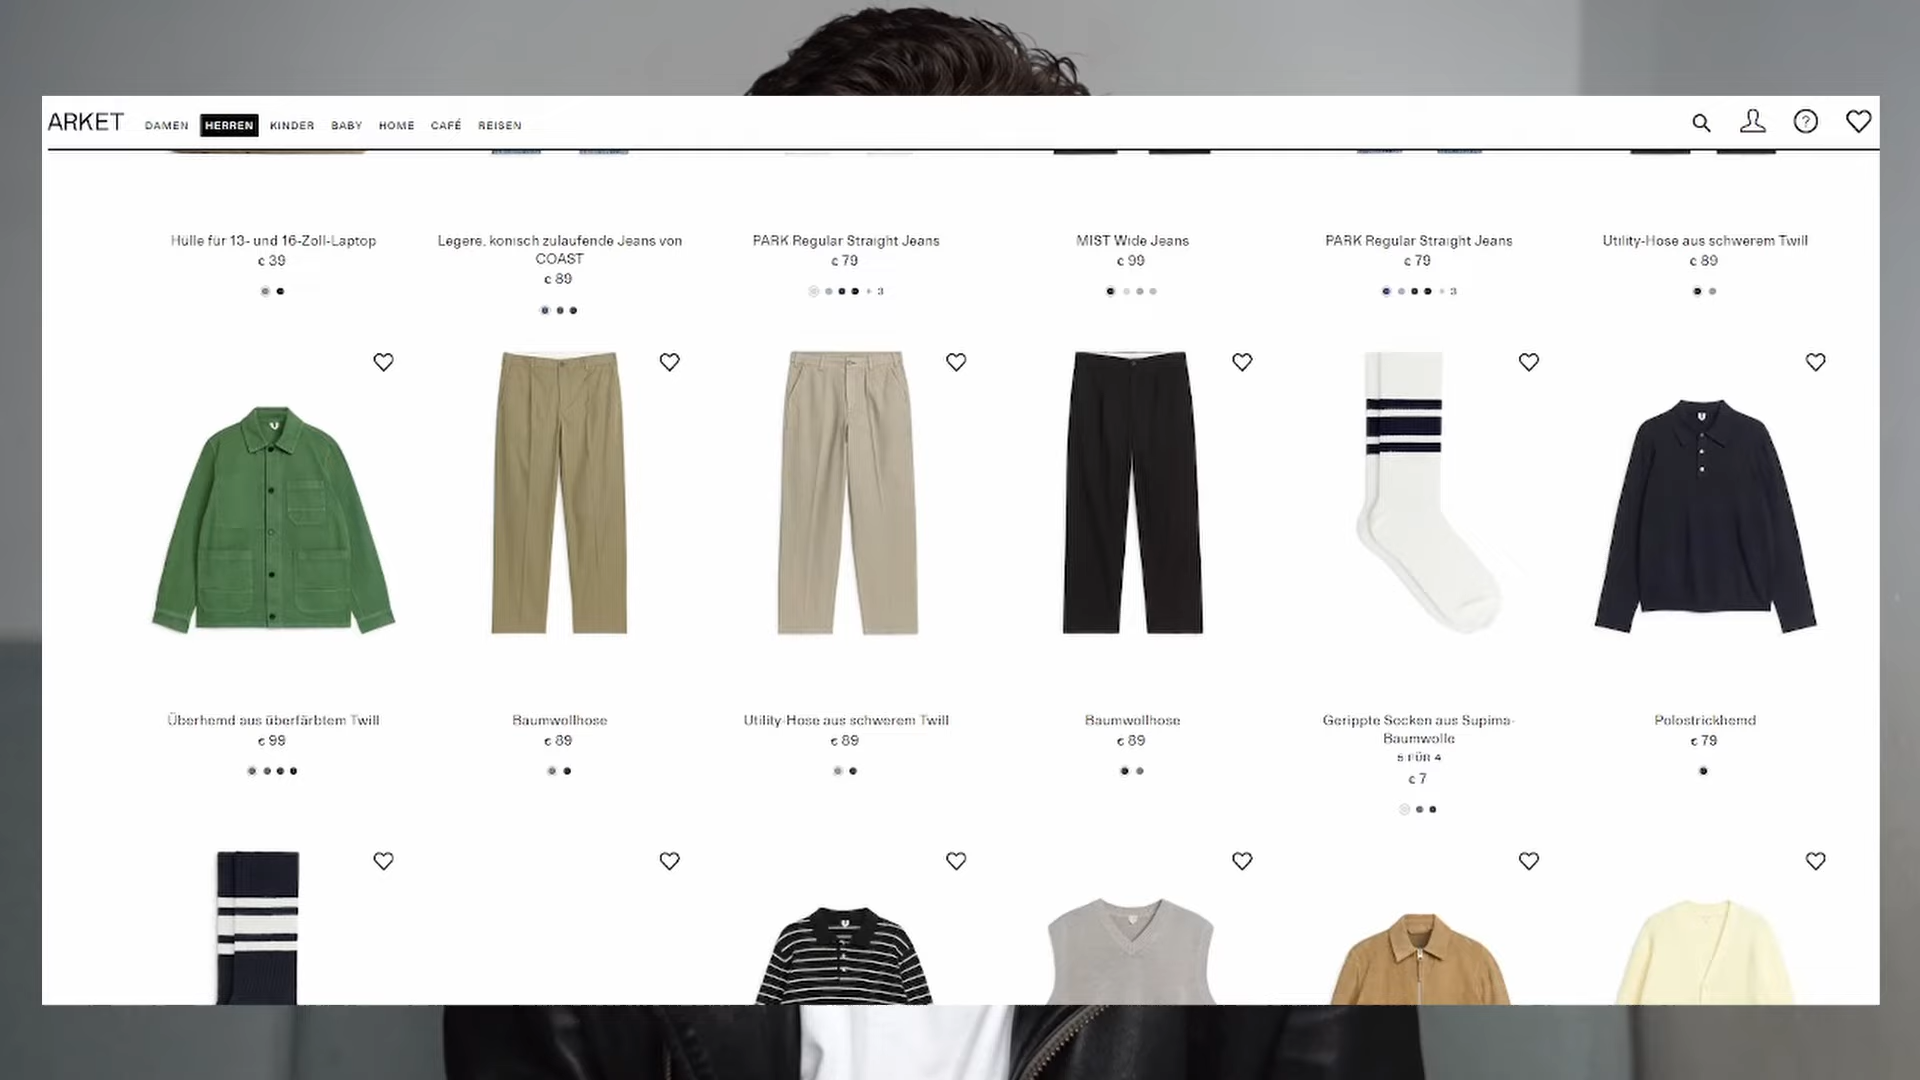 ARKET DAMEN HERREN KINDER BABY HOME CAFÉ REISEN
Hülle für 13- und 16-Zoll-Laptop
€ 39
Legere, konisch zulaufende Jeans von
COAST
€ 89
PARK Regular Straight Jeans
€ 79
+ 3
MIST Wide Jeans
€ 99
PARK Regular Straight Jeans
€ 79
+ 3
Utility-Hose aus schwerem Twill
€ 89
Überhemd aus überfärbtem Twill
€ 99
Baumwollhose
€ 89
Utility-Hose aus schwerem Twill
€ 89
Baumwollhose
€ 89
Gerippte Socken aus Supima-
Baumwolle
5 FÜR 4
€ 7
Polostrickhemd
€ 79